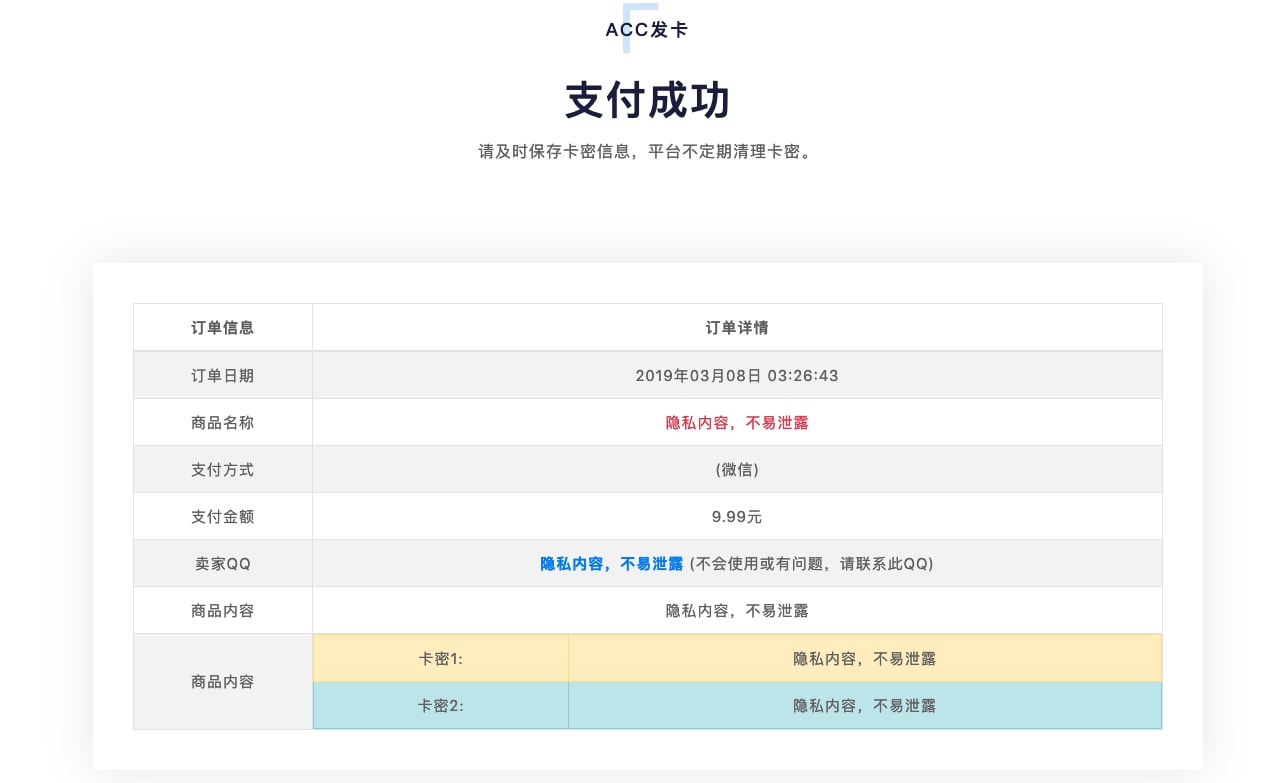 ACC发卡
支付成功
请及时保存卡密信息，平台不定期清理卡密。
订单信息 订单详情
订单日期 2019年03月08日 03:26:43
商品名称 隐私内容，不易泄露
支付方式 (微信)
支付金额 9.99元
卖家QQ 隐私内容，不易泄露 (不会使用或有问题，请联系此QQ)
商品内容 隐私内容，不易泄露
商品内容
卡密1: 隐私内容，不易泄露
卡密2: 隐私内容，不易泄露